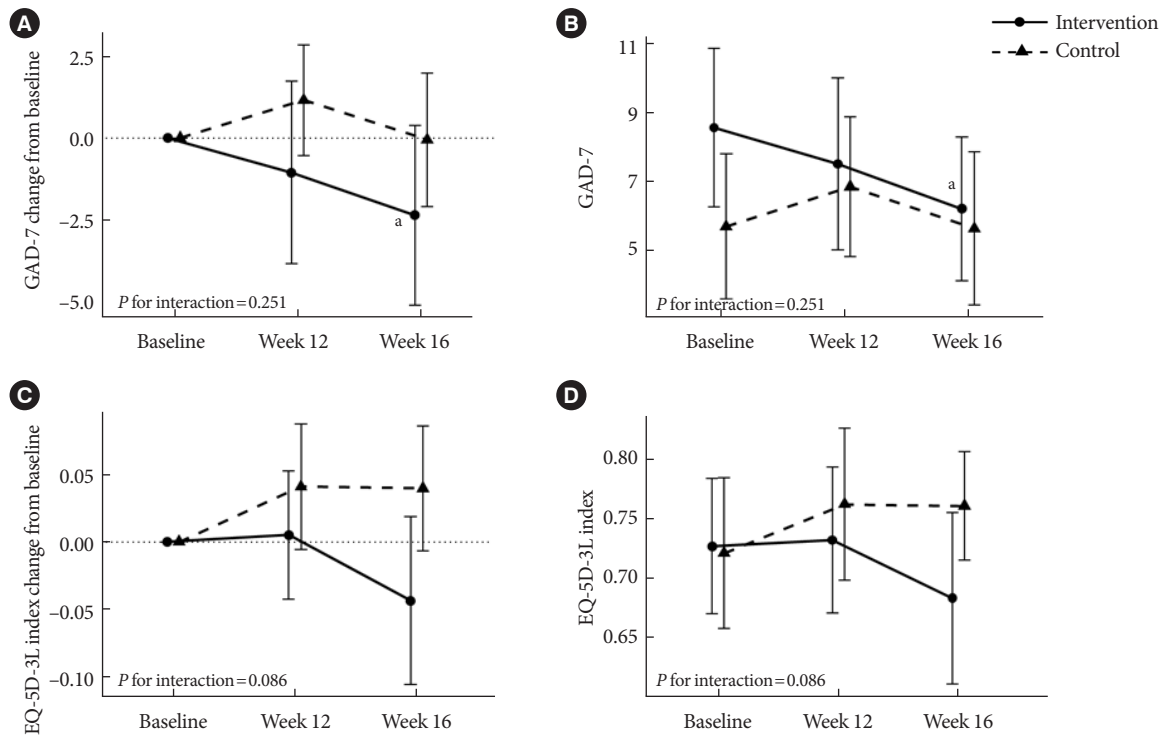 A
GAD-7 change from baseline
2.5
0.0
−2.5
−5.0
a
P for interaction=0.251
Baseline Week 12 Week 16
B
GAD-7
11
9
7
5
a
P for interaction=0.251
Baseline Week 12 Week 16
Intervention
Control
C
EQ-5D-3L index change from baseline
0.05
0.00
−0.05
−0.10
P for interaction=0.086
Baseline Week 12 Week 16
D
EQ-5D-3L index
0.80
0.75
0.70
0.65
P for interaction=0.086
Baseline Week 12 Week 16